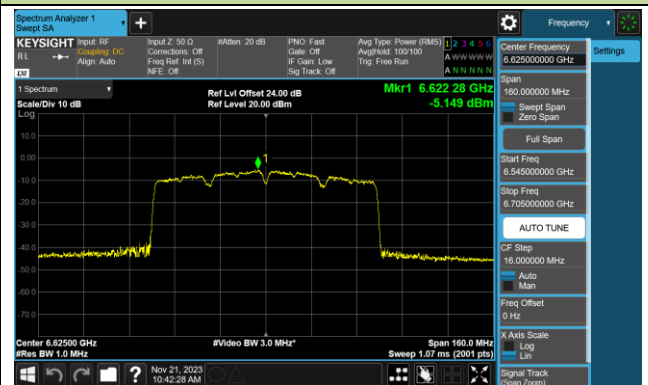 Spectrum Analyzer 1
Swept SA
Frequency
KEYSIGHT
RL
LXI
Input: RF
Coupling: DC
Align: Auto
Input Z: 50 Ω
Corrections: Off
Freq Ref: Int (S)
NFE: Off
#Atten: 20 dB
PNO: Fast
Gate: Off
IF Gain: Low
Sig Track: Off
Avg Type: Power (RMS)
Avg|Hold: 100/100
Trig: Free Run
1 2 3 4 5 6
A W W W W W
A N N N N N
Center Frequency
6.625000000 GHz
Settings
Span
160.000000 MHz
Swept Span
Zero Span
Full Span
Start Freq
6.545000000 GHz
Stop Freq
6.705000000 GHz
AUTO TUNE
CF Step
16.000000 MHz
Auto
Man
Freq Offset
0 Hz
X Axis Scale
Log
Lin
Signal Track
(Span Zoom)
1 Spectrum
Scale/Div 10 dB
Log
Ref Lvl Offset 24.00 dB
Ref Level 20.00 dBm
Mkr1 6.622 28 GHz
-5.149 dBm
1
10.0
0.00
-10.0
-20.0
-30.0
-40.0
-50.0
-60.0
-70.0
Center 6.62500 GHz
#Res BW 1.0 MHz
#Video BW 3.0 MHz*
Span 160.0 MHz
Sweep 1.07 ms (2001 pts)
Nov 21, 2023
10:42:28 AM